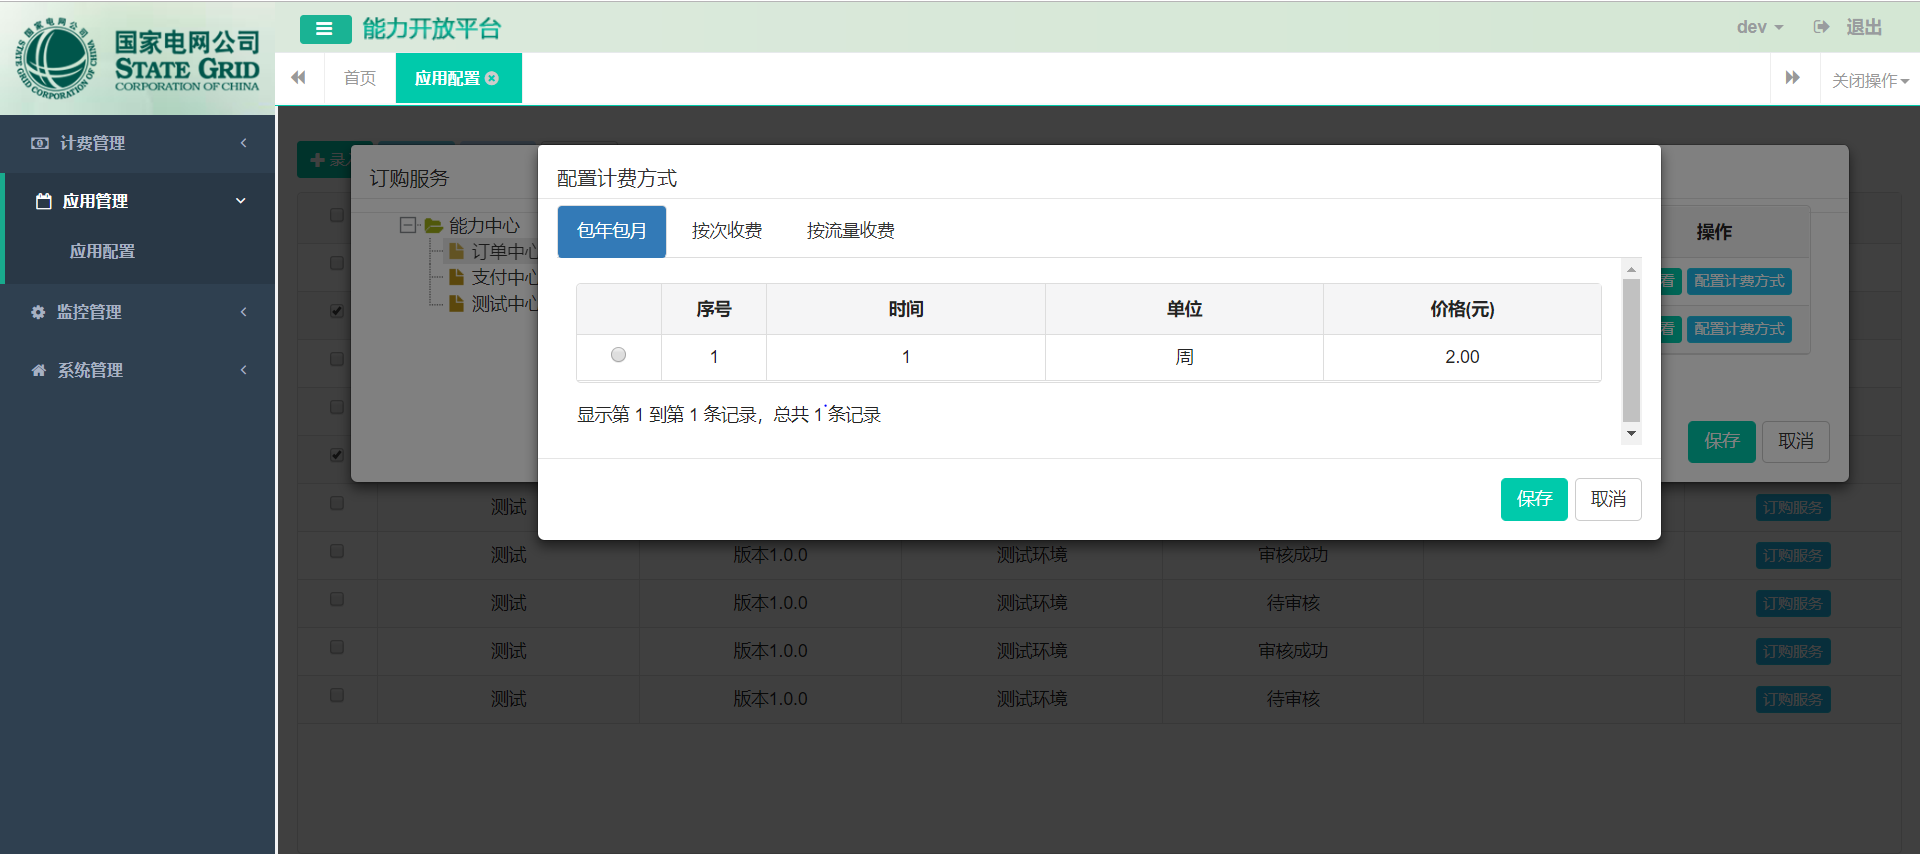 国家电网公司
STATE GRID
CORPORATION OF CHINA
能力开放平台
dev
退出
首页
应用配置
关闭操作
计费管理
应用管理
应用配置
监控管理
系统管理
订购服务
能力中心
订单中心
支付中心
测试中心
操作
看 配置计费方式
看 配置计费方式
保存 取消
配置计费方式
包年包月 按次收费 按流量收费
序号 时间 单位 价格(元)
1 1 周 2.00
显示第 1 到第 1 条记录，总共 1 条记录
保存 取消
测试 订购服务
测试 版本1.0.0 测试环境 审核成功 订购服务
测试 版本1.0.0 测试环境 待审核 订购服务
测试 版本1.0.0 测试环境 审核成功 订购服务
测试 版本1.0.0 测试环境 待审核 订购服务